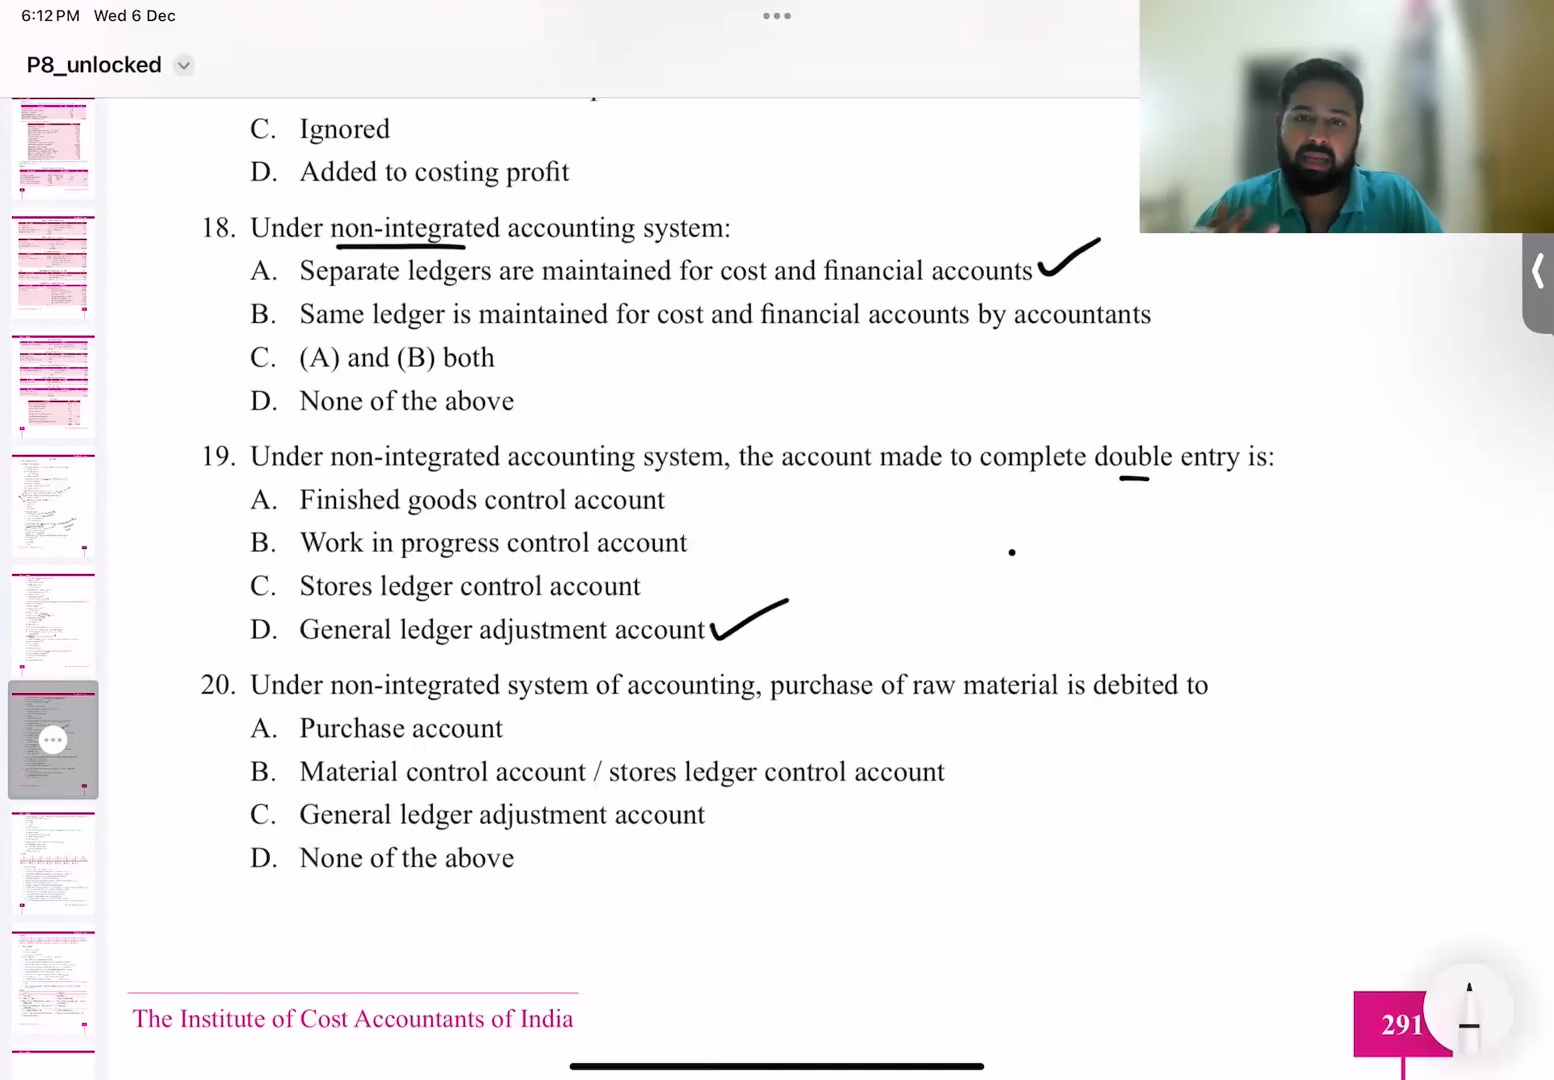 6:12 PM Wed 6 Dec
P8_unlocked
C. Ignored
D. Added to costing profit
18. Under non-integrated accounting system:
A. Separate ledgers are maintained for cost and financial accounts
B. Same ledger is maintained for cost and financial accounts by accountants
C. (A) and (B) both
D. None of the above
19. Under non-integrated accounting system, the account made to complete double entry is:
A. Finished goods control account
B. Work in progress control account
C. Stores ledger control account
D. General ledger adjustment account
20. Under non-integrated system of accounting, purchase of raw material is debited to
A. Purchase account
B. Material control account / stores ledger control account
C. General ledger adjustment account
D. None of the above
The Institute of Cost Accountants of India
291